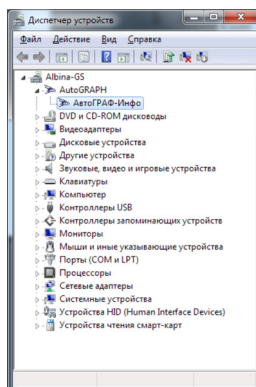 Диспетчер устройств
Файл Действие Вид Справка
Albina-GS
AutoGRAPH
АвтоГРАФ-Инфо
DVD и CD-ROM дисководы
Видеоадаптеры
Дисковые устройства
Другие устройства
Звуковые, видео и игровые устройства
Клавиатуры
Компьютер
Контроллеры USB
Контроллеры запоминающих устройств
Мониторы
Мыши и иные указывающие устройства
Порты (COM и LPT)
Процессоры
Сетевые адаптеры
Системные устройства
Устройства HID (Human Interface Devices)
Устройства чтения смарт-карт